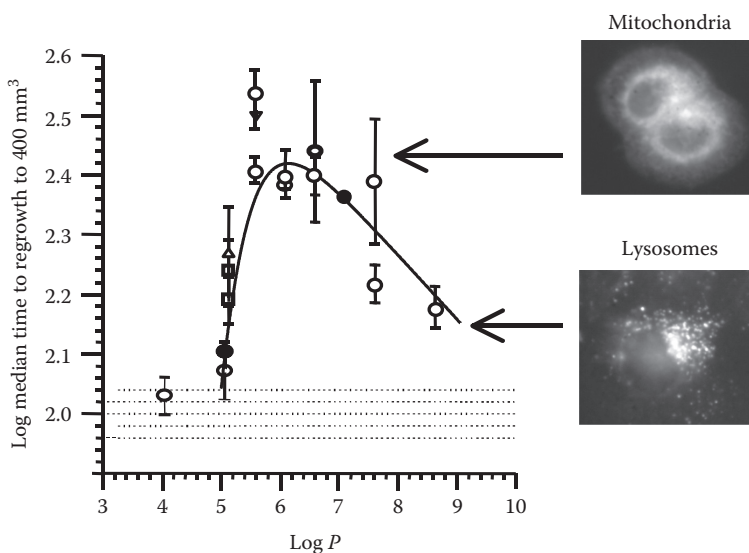 Mitochondria
Lysosomes
Log median time to regrowth to 400 mm³
2.6
2.5
2.4
2.3
2.2
2.1
2.0
3 4 5 6 7 8 9 10
Log P